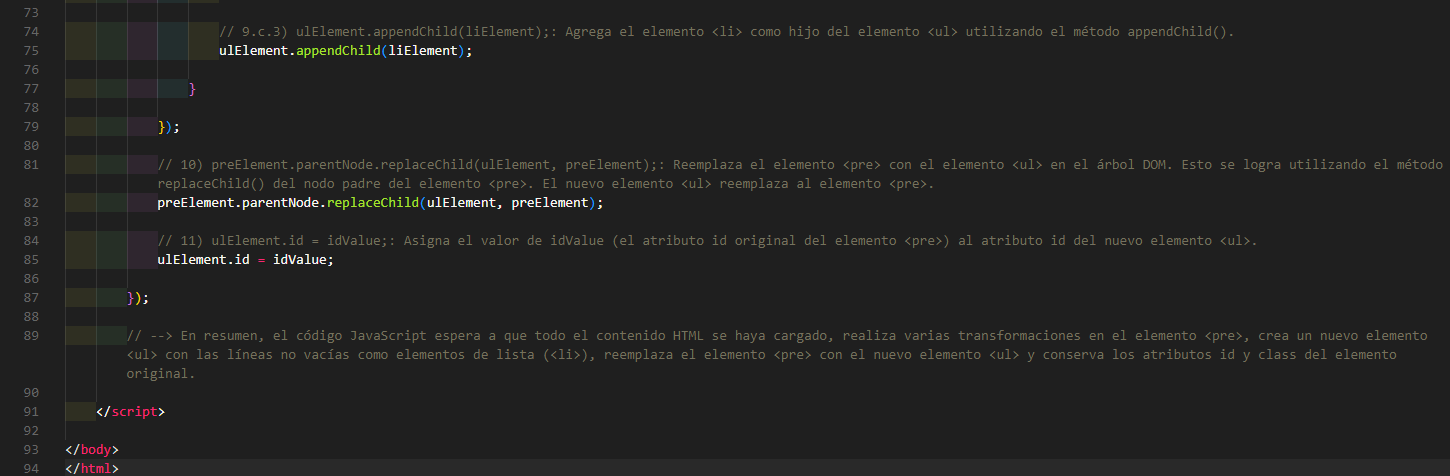 73
74 // 9.c.3) ulElement.appendChild(liElement);: Agrega el elemento <li> como hijo del elemento <ul> utilizando el método appendChild().
75 ulElement.appendChild(liElement);
76
77 }
78
79 });
80
81 // 10) preElement.parentNode.replaceChild(ulElement, preElement);: Reemplaza el elemento <pre> con el elemento <ul> en el árbol DOM. Esto se logra utilizando el método
replaceChild() del nodo padre del elemento <pre>. El nuevo elemento <ul> reemplaza al elemento <pre>.
82 preElement.parentNode.replaceChild(ulElement, preElement);
83
84 // 11) ulElement.id = idValue;: Asigna el valor de idValue (el atributo id original del elemento <pre>) al atributo id del nuevo elemento <ul>.
85 ulElement.id = idValue;
86
87 });
88
89 // --> En resumen, el código JavaScript espera a que todo el contenido HTML se haya cargado, realiza varias transformaciones en el elemento <pre>, crea un nuevo elemento
<ul> con las líneas no vacías como elementos de lista (<li>), reemplaza el elemento <pre> con el nuevo elemento <ul> y conserva los atributos id y class del elemento
original.
90
91 </script>
92
93 </body>
94 </html>